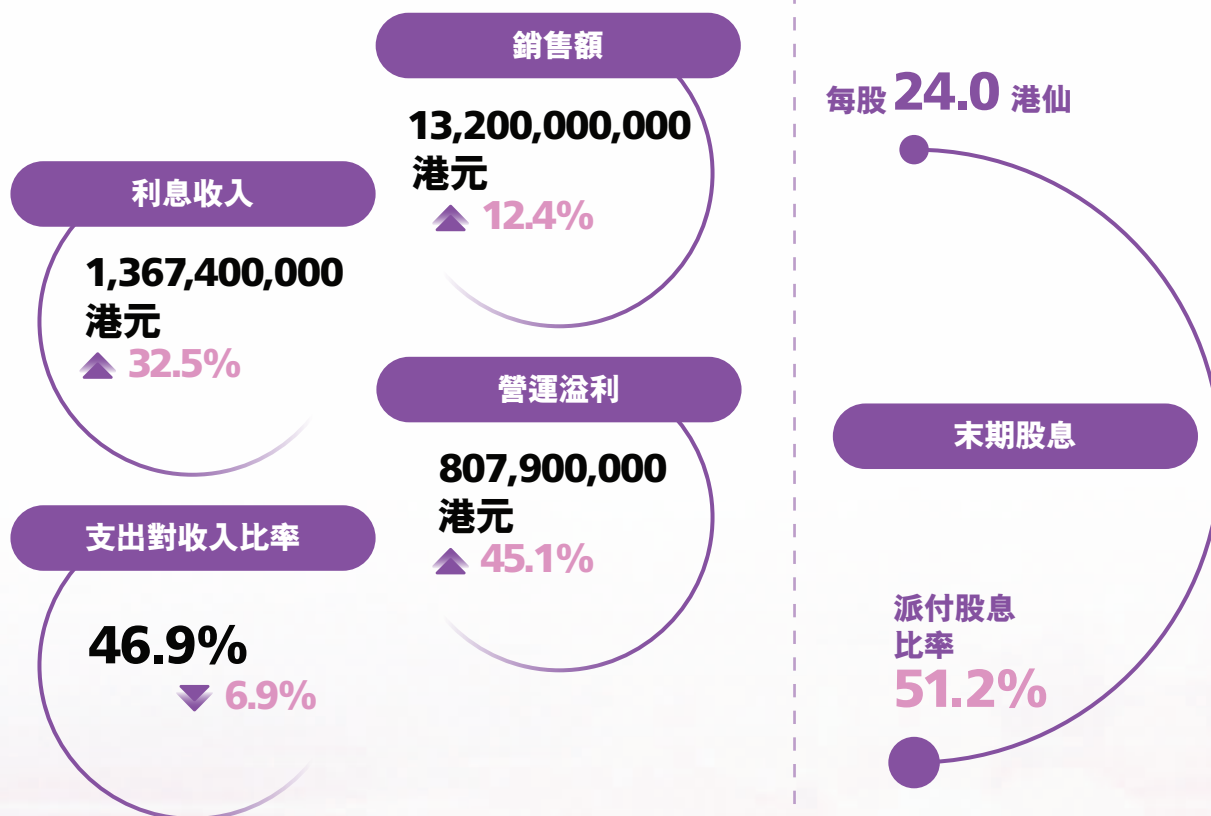 利息收入
1,367,400,000
港元
32.5%
支出對收入比率
46.9%
6.9%
銷售額
13,200,000,000
港元
12.4%
營運溢利
807,900,000
港元
45.1%
每股 24.0 港仙
末期股息
派付股息
比率
51.2%